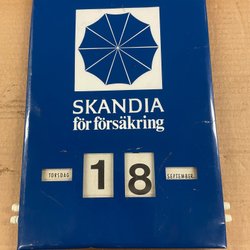 SKANDIA
för försäkring
TORSDAG 18 SEPTEMBER